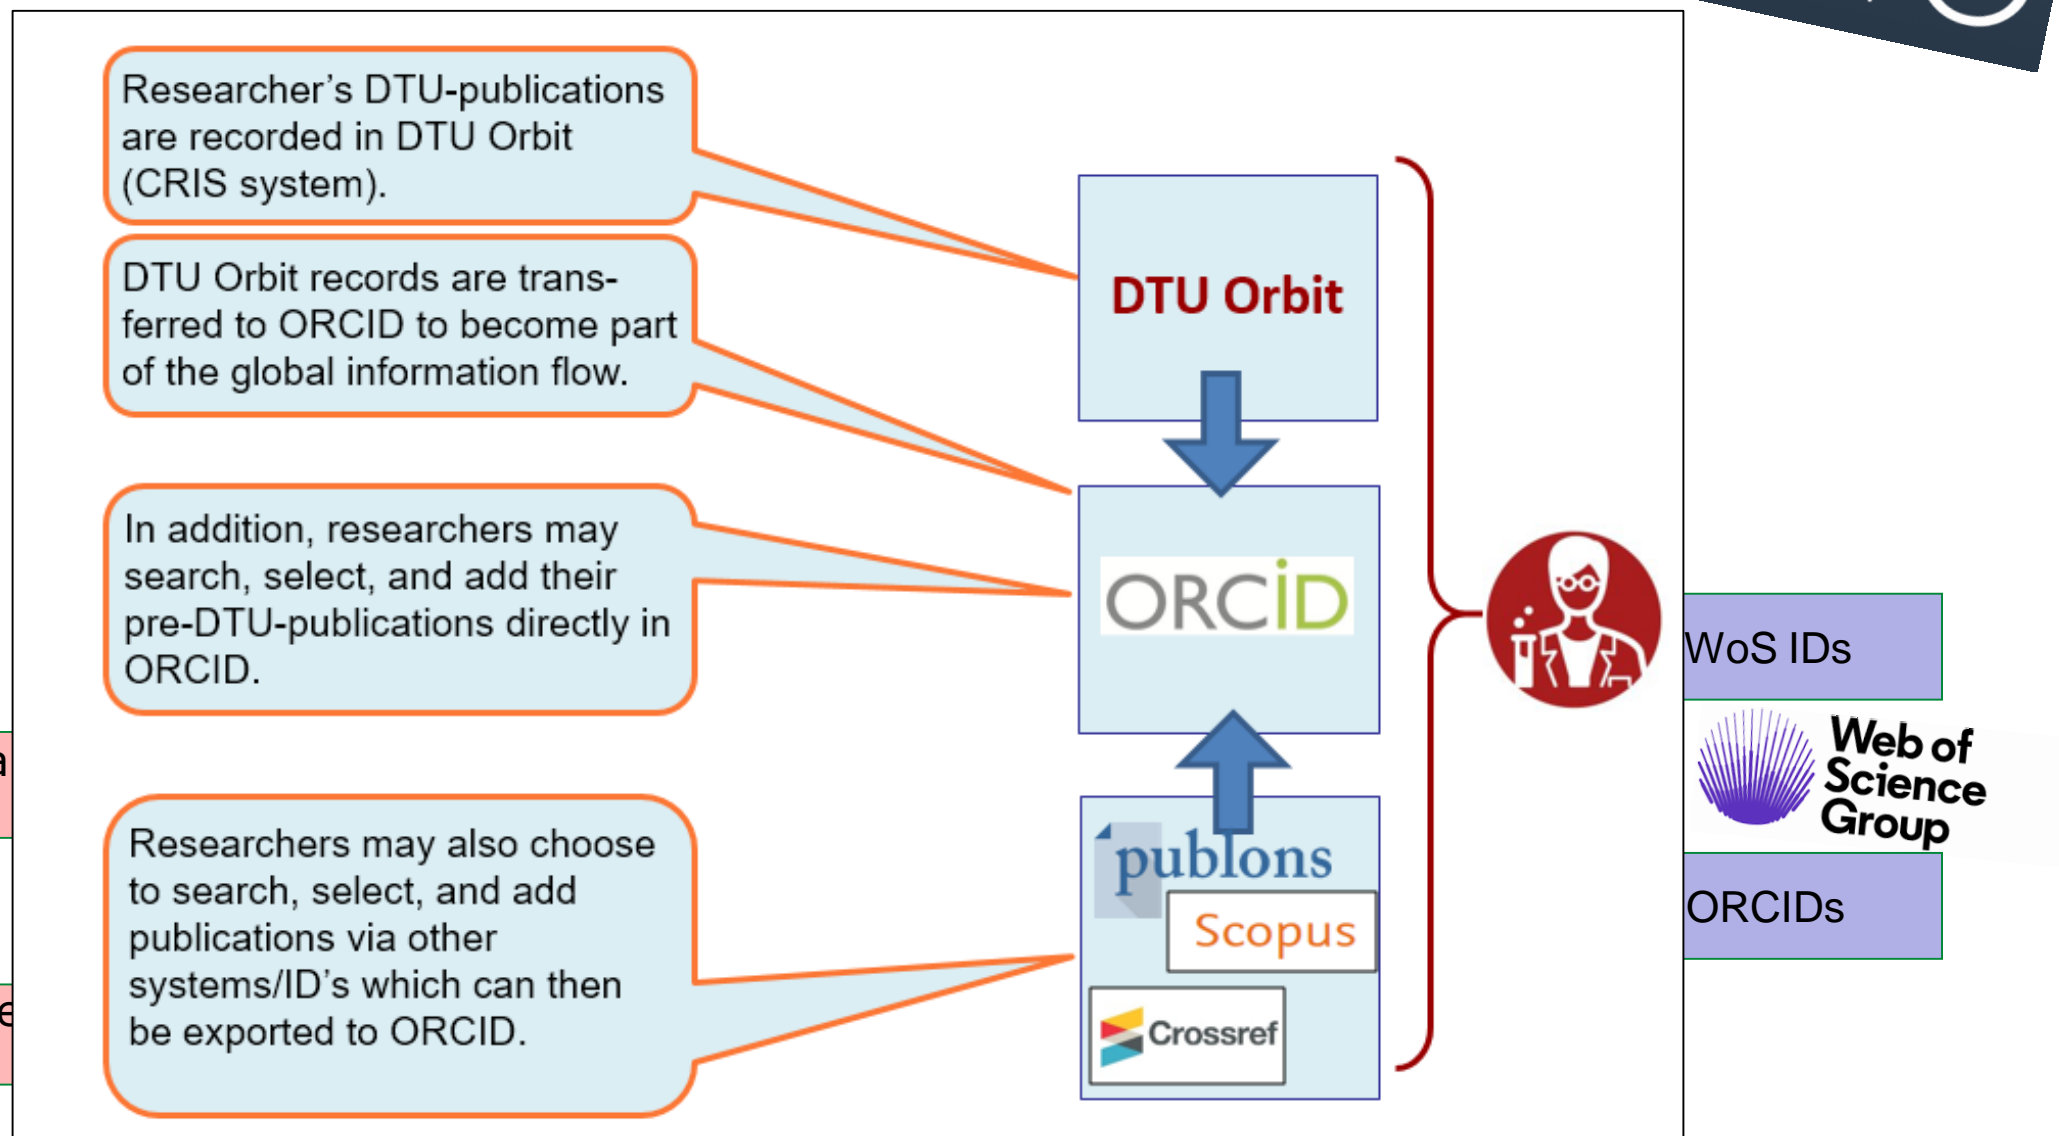 Researcher’s DTU-publications
are recorded in DTU Orbit
(CRIS system).
DTU Orbit records are trans-
ferred to ORCID to become part
of the global information flow.
In addition, researchers may
search, select, and add their
pre-DTU-publications directly in
ORCID.
Researchers may also choose
to search, select, and add
publications via other
systems/ID’s which can then
be exported to ORCID.
DTU Orbit
ORCiD
publons
Scopus
Crossref
WoS IDs
Web of
Science
Group
ORCIDs